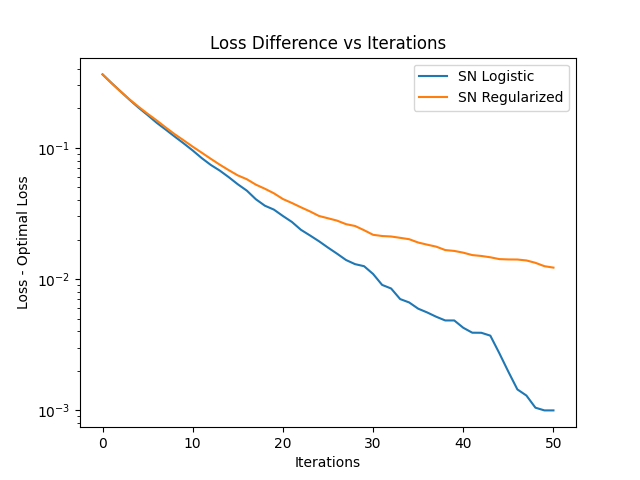 Loss Difference vs Iterations
SN Logistic
SN Regularized
Loss - Optimal Loss
10⁻¹
10⁻²
10⁻³
0 10 20 30 40 50
Iterations